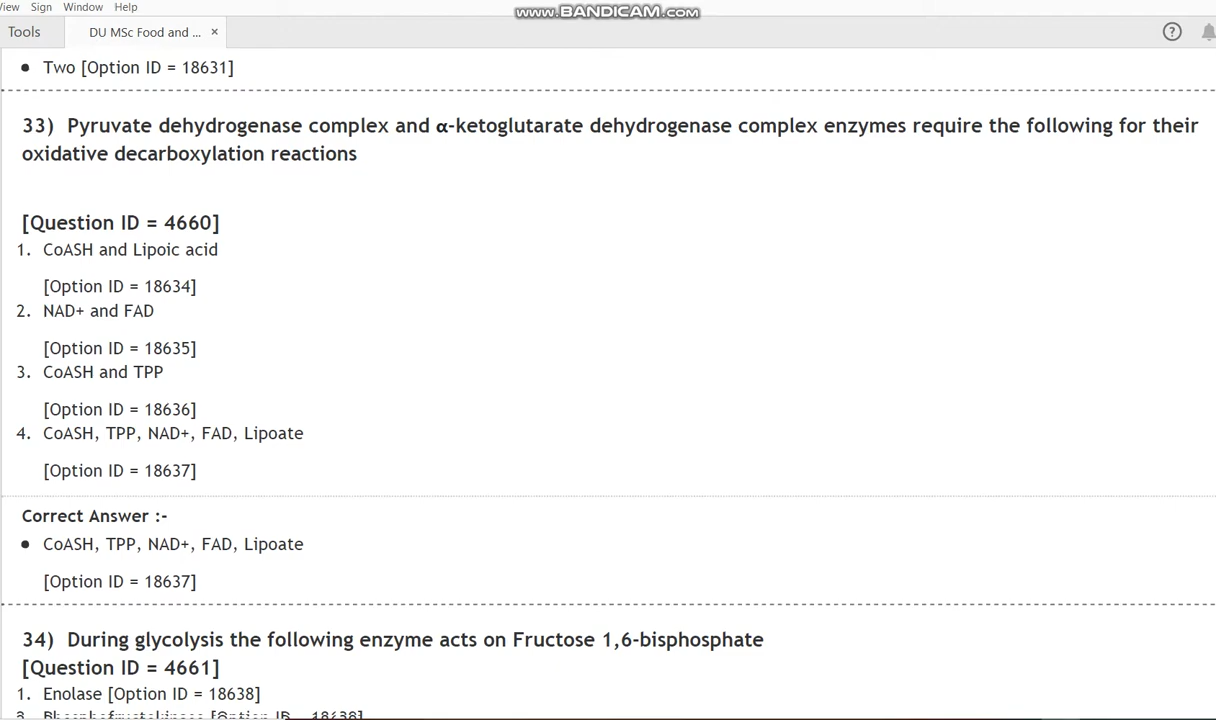 View Sign Window Help
www.BANDICAM.com
Tools DU MSc Food and ... × ?
• Two [Option ID = 18631]
33) Pyruvate dehydrogenase complex and α-ketoglutarate dehydrogenase complex enzymes require the following for their
oxidative decarboxylation reactions
[Question ID = 4660]
1. CoASH and Lipoic acid
[Option ID = 18634]
2. NAD+ and FAD
[Option ID = 18635]
3. CoASH and TPP
[Option ID = 18636]
4. CoASH, TPP, NAD+, FAD, Lipoate
[Option ID = 18637]
Correct Answer :-
• CoASH, TPP, NAD+, FAD, Lipoate
[Option ID = 18637]
34) During glycolysis the following enzyme acts on Fructose 1,6-bisphosphate
[Question ID = 4661]
1. Enolase [Option ID = 18638]